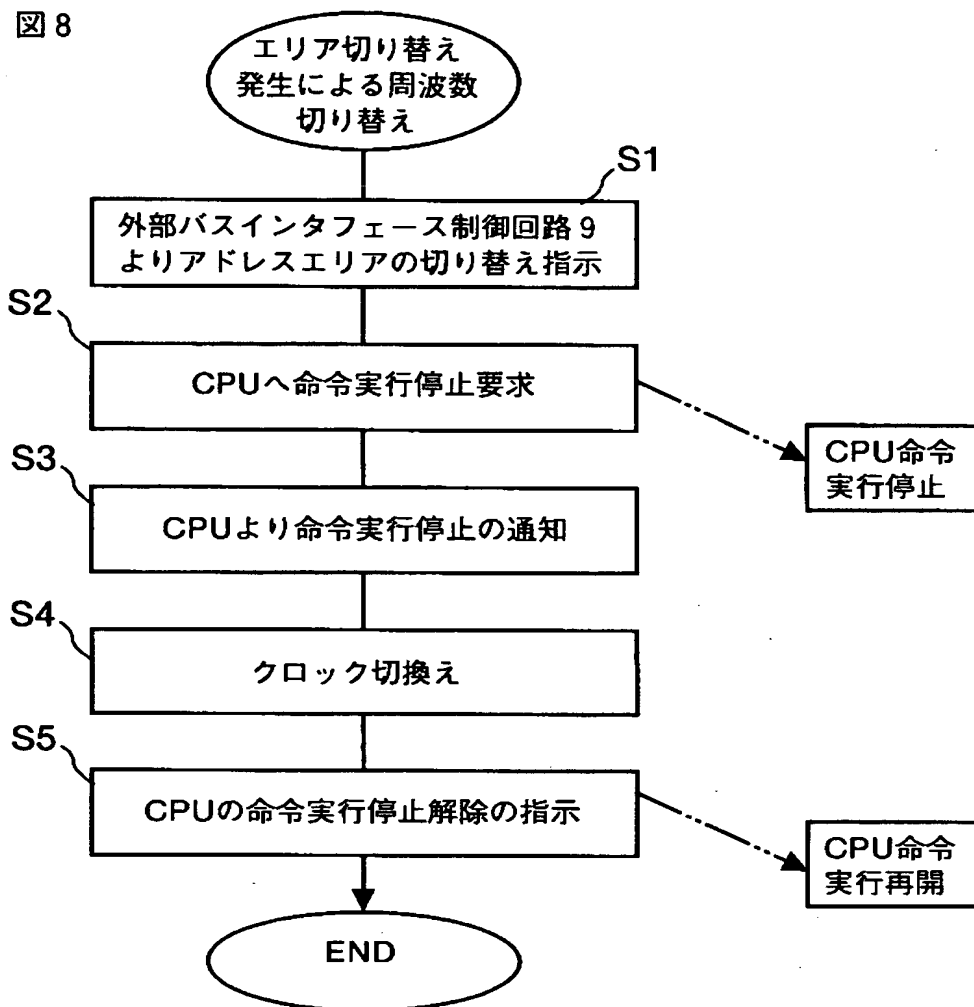 図8
エリア切り替え
発生による周波数
切り替え
S1
外部バスインタフェース制御回路9
よりアドレスエリアの切り替え指示
S2
CPUへ命令実行停止要求
CPU命令
実行停止
S3
CPUより命令実行停止の通知
S4
クロック切換え
S5
CPUの命令実行停止解除の指示
CPU命令
実行再開
END